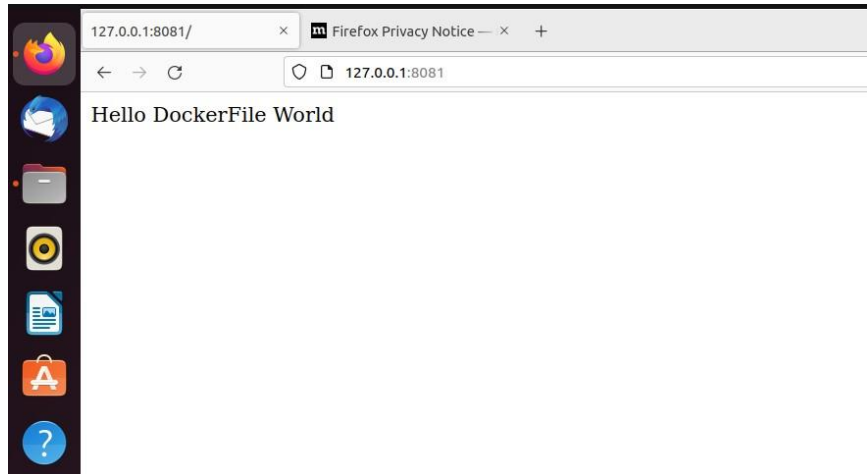 127.0.0.1:8081/
m Firefox Privacy Notice —
127.0.0.1:8081
Hello DockerFile World
A
?